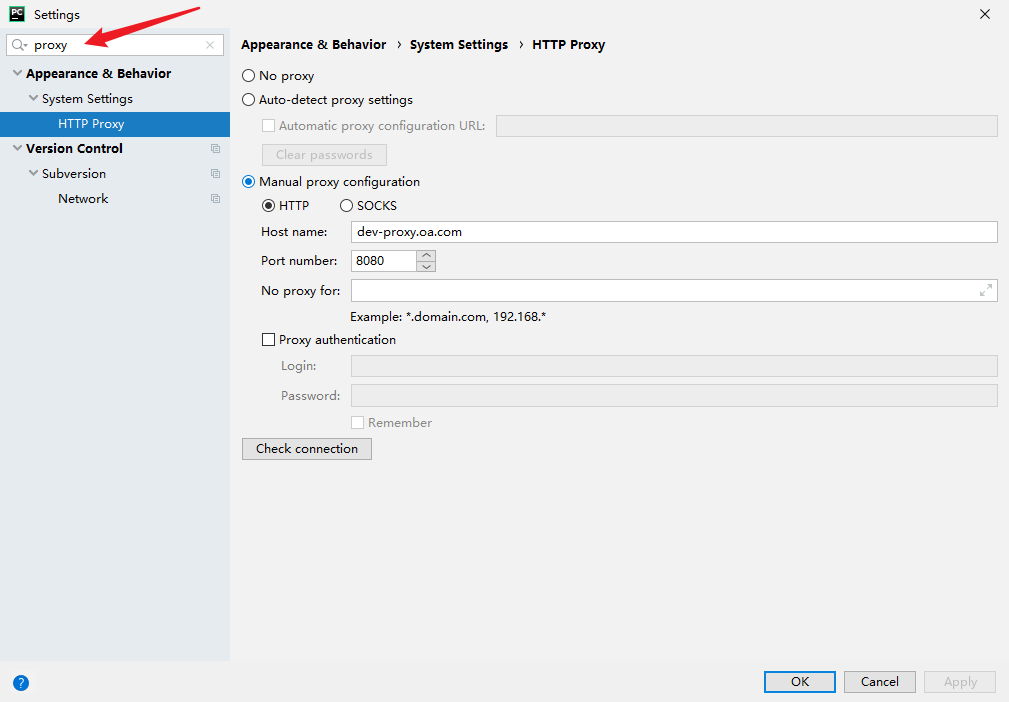 PC Settings
proxy
Appearance & Behavior
System Settings
HTTP Proxy
Version Control
Subversion
Network
Appearance & Behavior › System Settings › HTTP Proxy
No proxy
Auto-detect proxy settings
Automatic proxy configuration URL:
Clear passwords
Manual proxy configuration
HTTP SOCKS
Host name: dev-proxy.oa.com
Port number: 8080
No proxy for:
Example: *.domain.com, 192.168.*
Proxy authentication
Login:
Password:
Remember
Check connection
? OK Cancel Apply